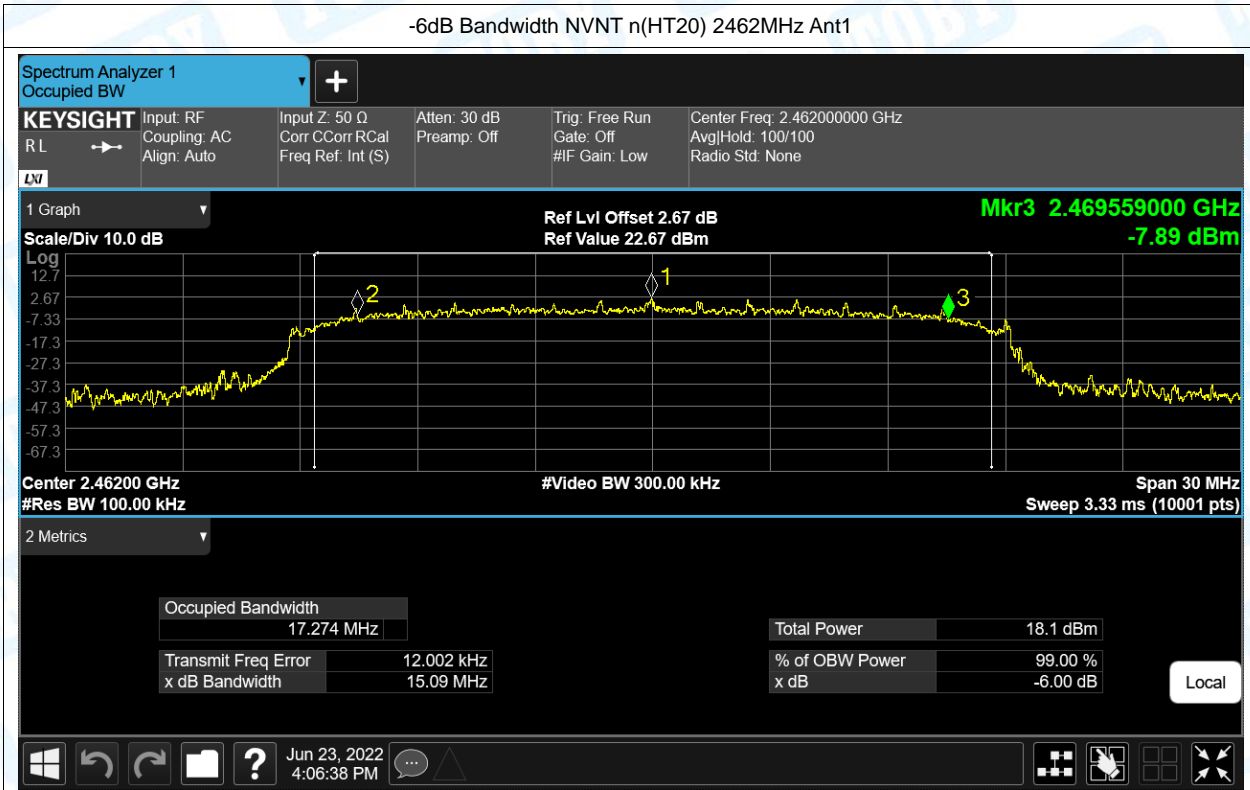 -6dB Bandwidth NVNT n(HT20) 2462MHz Ant1
Spectrum Analyzer 1
Occupied BW
+
KEYSIGHT
R L
LXI
Input: RF
Coupling: AC
Align: Auto
Input Z: 50 Ω
Corr CCorr RCal
Freq Ref: Int (S)
Atten: 30 dB
Preamp: Off
Trig: Free Run
Gate: Off
#IF Gain: Low
Center Freq: 2.462000000 GHz
Avg|Hold: 100/100
Radio Std: None
1 Graph
Scale/Div 10.0 dB
Ref Lvl Offset 2.67 dB
Ref Value 22.67 dBm
Mkr3 2.469559000 GHz
-7.89 dBm
Log
12.7
2.67
-7.33
-17.3
-27.3
-37.3
-47.3
-57.3
-67.3
2
1
3
Center 2.46200 GHz
#Res BW 100.00 kHz
#Video BW 300.00 kHz
Span 30 MHz
Sweep 3.33 ms (10001 pts)
2 Metrics
Occupied Bandwidth
17.274 MHz
Transmit Freq Error 12.002 kHz
x dB Bandwidth 15.09 MHz
Total Power 18.1 dBm
% of OBW Power 99.00 %
x dB -6.00 dB
Local
?
Jun 23, 2022
4:06:38 PM